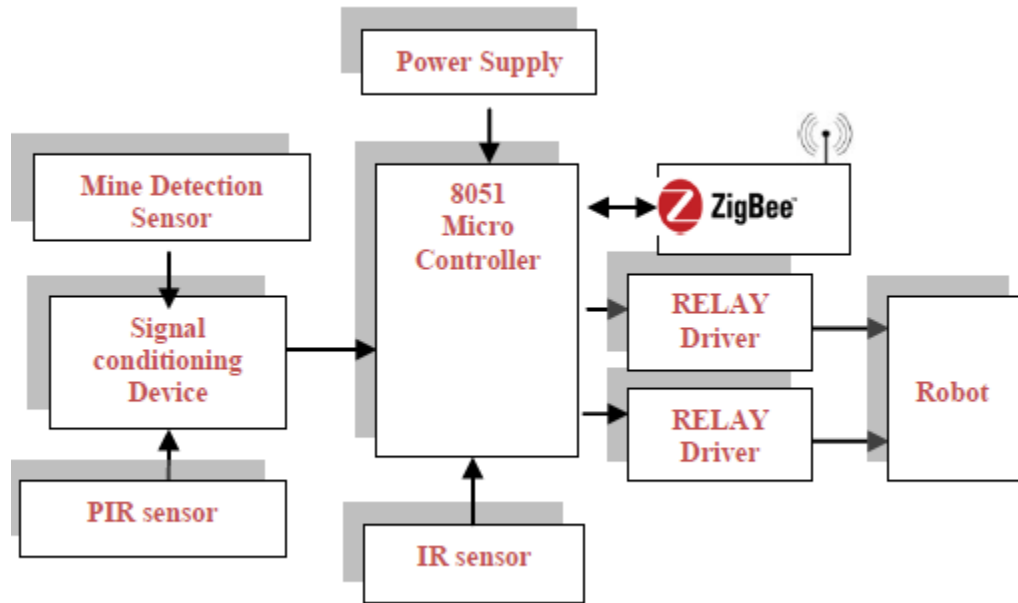 Power Supply
Mine Detection
Sensor
8051
Micro
Controller
ZigBee™
Signal
conditioning
Device
RELAY
Driver
RELAY
Driver
Robot
PIR sensor
IR sensor